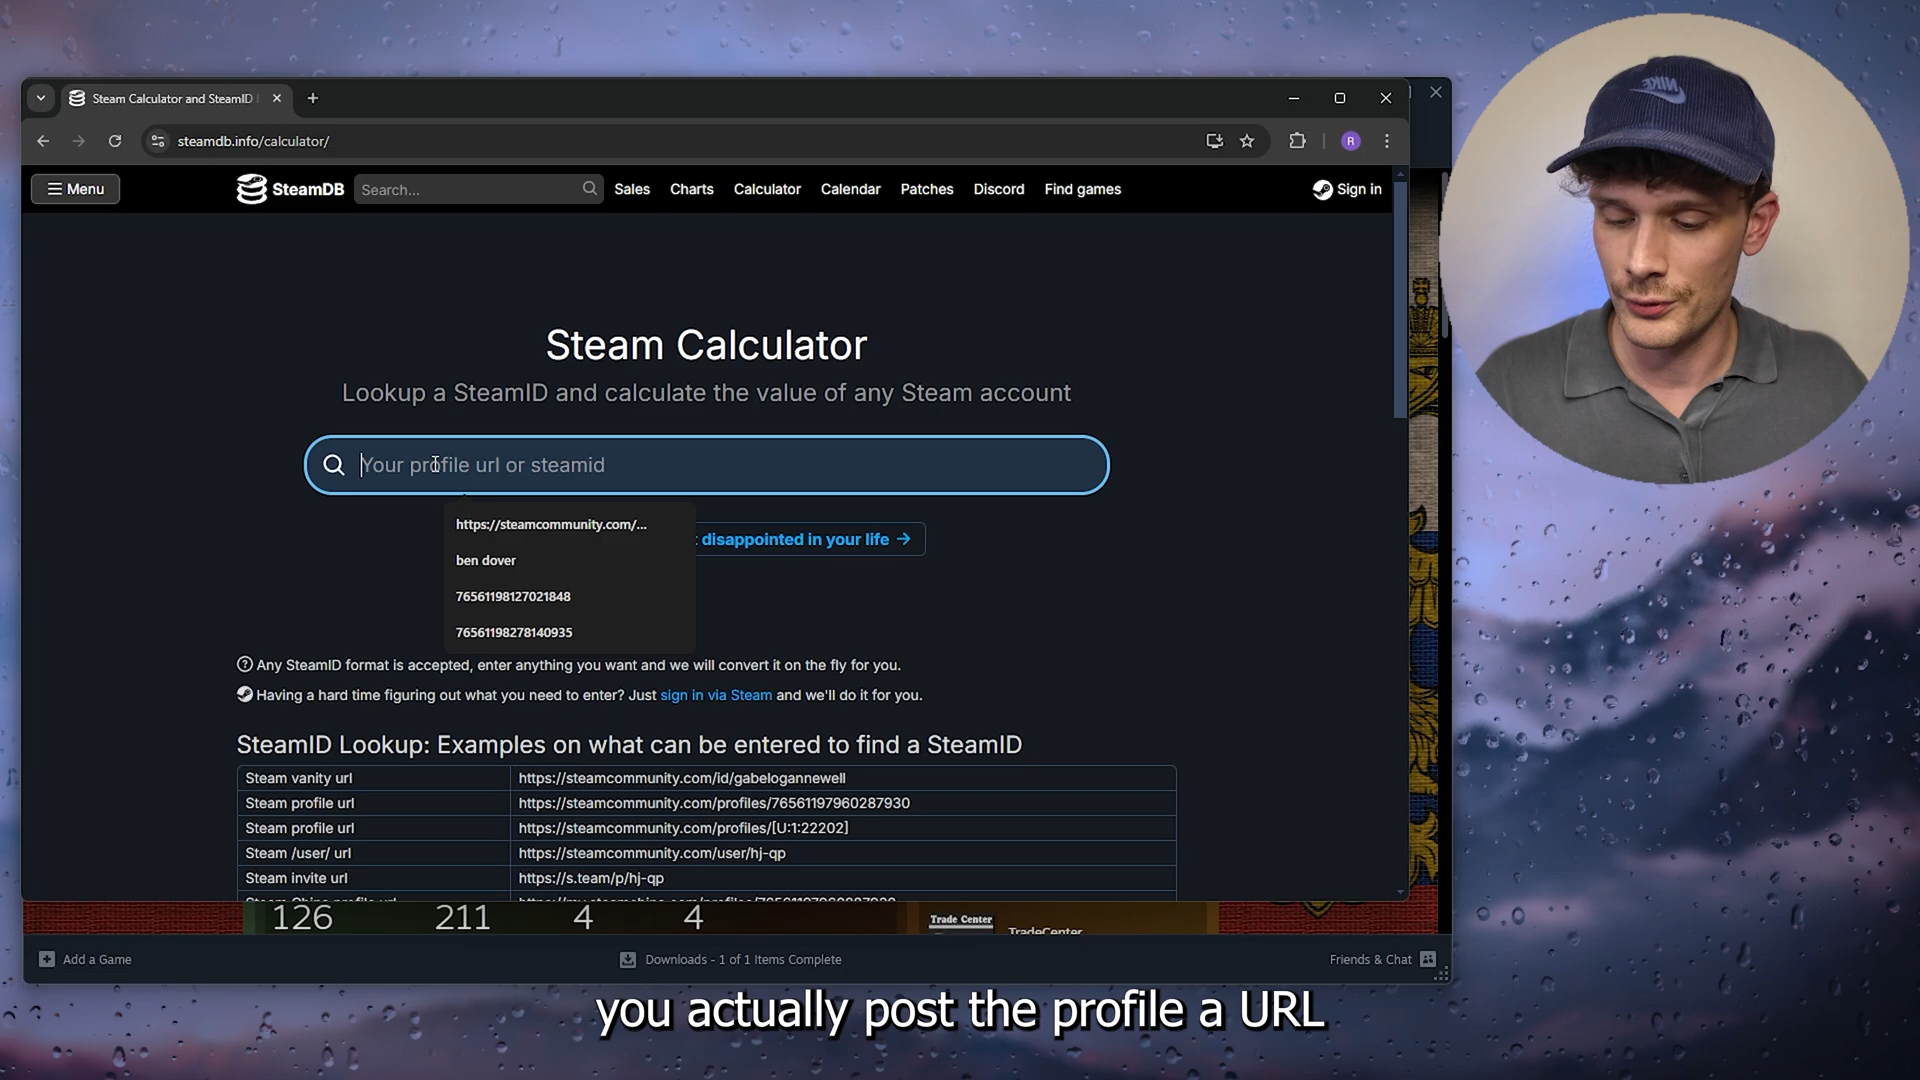 Steam Calculator and SteamID
steamdb.info/calculator/
R
Menu
SteamDB
Search...
Sales
Charts
Calculator
Calendar
Patches
Discord
Find games
Sign in
Steam Calculator
Lookup a SteamID and calculate the value of any Steam account
Your profile url or steamid
https://steamcommunity.com/...
disappointed in your life →
ben dover
76561198127021848
76561198278140935
Any SteamID format is accepted, enter anything you want and we will convert it on the fly for you.
Having a hard time figuring out what you need to enter? Just sign in via Steam and we'll do it for you.
SteamID Lookup: Examples on what can be entered to find a SteamID
Steam vanity url https://steamcommunity.com/id/gabelogannewell
Steam profile url https://steamcommunity.com/profiles/76561197960287930
Steam profile url https://steamcommunity.com/profiles/[U:1:22202]
Steam /user/ url https://steamcommunity.com/user/hj-qp
Steam invite url https://s.team/p/hj-qp
126 211 4 4
Trade Center
TradeCenter
Add a Game
Downloads - 1 of 1 Items Complete
Friends & Chat
you actually post the profile a URL